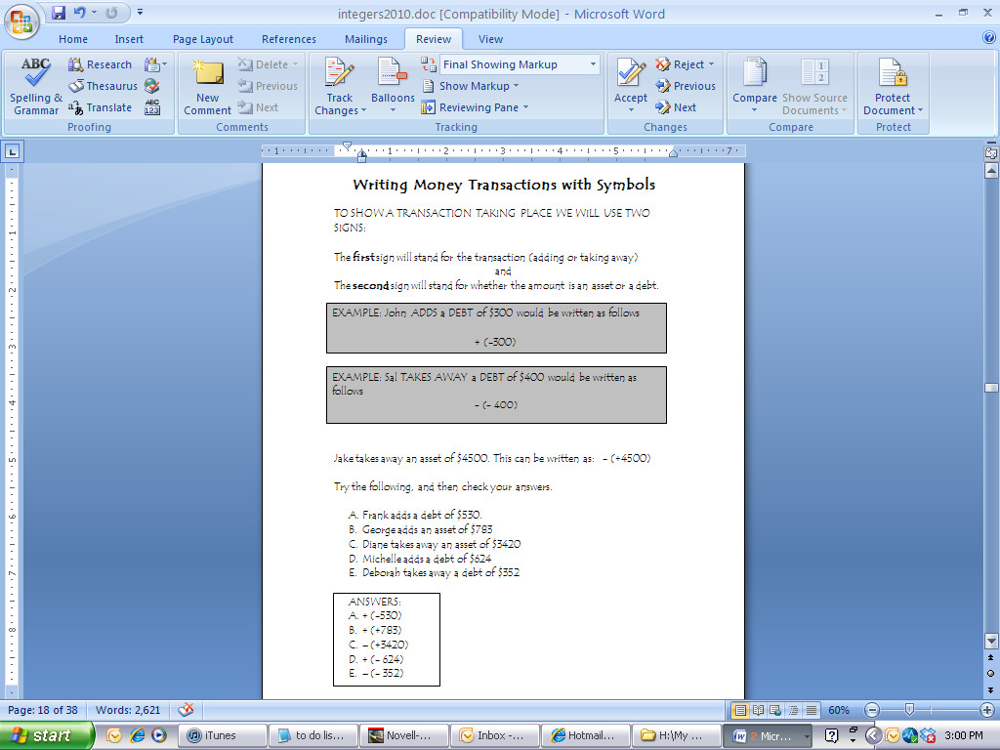 integers2010.doc [Compatibility Mode] - Microsoft Word
Home Insert Page Layout References Mailings Review View
ABC Research Delete Final Showing Markup Reject
Spelling & Grammar Thesaurus New Comment Previous Track Changes Balloons Show Markup Accept Previous Compare Show Source Documents Protect Document
Translate ABC 123 Next Reviewing Pane Next
Proofing Comments Tracking Changes Compare Protect
1 1 2 3 4 5 7
Writing Money Transactions with Symbols
TO SHOW A TRANSACTION TAKING PLACE WE WILL USE TWO
SIGNS:
The first sign will stand for the transaction (adding or taking away)
and
The second sign will stand for whether the amount is an asset or a debt.
EXAMPLE: John ADDS a DEBT of $300 would be written as follows
+ (-300)
EXAMPLE: Sal TAKES AWAY a DEBT of $400 would be written as
follows
- (- 400)
Jake takes away an asset of $4500. This can be written as: - (+4500)
Try the following, and then check your answers.
A. Frank adds a debt of $530.
B. George adds an asset of $783
C. Diane takes away an asset of $3420
D. Michelle adds a debt of $624
E. Deborah takes away a debt of $352
ANSWERS:
A. + (-530)
B. + (+783)
C. – (+3420)
D. + (– 624)
E. – (– 352)
Page: 18 of 38 Words: 2,621 60%
start iTunes to do lis... Novell-... Inbox -... Hotmail... H:\My ... ? Micr... 3:00 PM